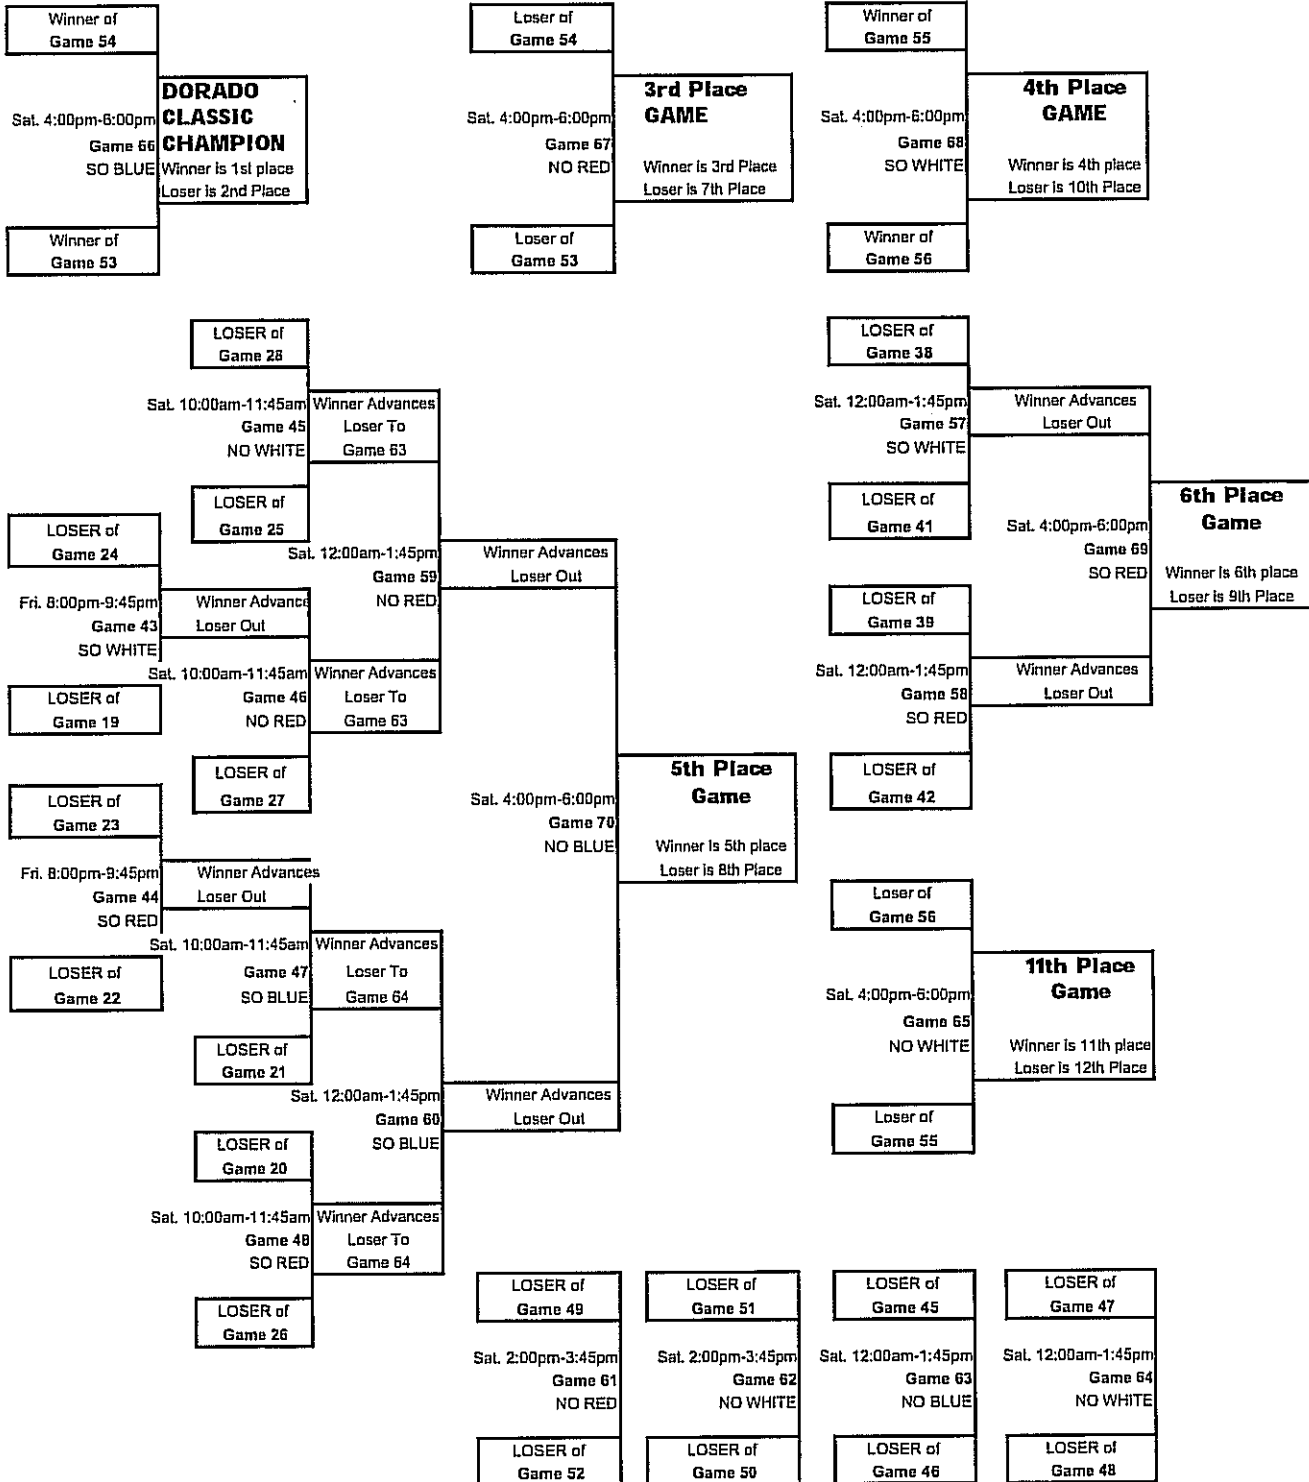 Winner of
Game 54
Sat. 4:00pm-6:00pm
Game 66
SO BLUE
DORADO
CLASSIC
CHAMPION
Winner is 1st place
Loser is 2nd Place
Winner of
Game 53
Loser of
Game 54
Sat. 4:00pm-6:00pm
Game 67
NO RED
3rd Place
GAME
Winner is 3rd Place
Loser is 7th Place
Loser of
Game 53
Winner of
Game 55
Sat. 4:00pm-6:00pm
Game 68
SO WHITE
4th Place
GAME
Winner is 4th place
Loser is 10th Place
Winner of
Game 56
LOSER of
Game 28
Sat. 10:00am-11:45am
Game 45
NO WHITE
Winner Advances
Loser To
Game 63
LOSER of
Game 25
LOSER of
Game 24
Fri. 8:00pm-9:45pm
Game 43
SO WHITE
Winner Advance
Loser Out
LOSER of
Game 19
Sat. 12:00am-1:45pm
Game 59
NO RED
Winner Advances
Loser Out
Sat. 10:00am-11:45am
Game 46
NO RED
Winner Advances
Loser To
Game 63
LOSER of
Game 27
LOSER of
Game 23
Fri. 8:00pm-9:45pm
Game 44
SO RED
Winner Advances
Loser Out
LOSER of
Game 22
Sat. 10:00am-11:45am
Game 47
SO BLUE
Winner Advances
Loser To
Game 64
LOSER of
Game 21
Sat. 12:00am-1:45pm
Game 60
SO BLUE
Winner Advances
Loser Out
LOSER of
Game 20
Sat. 10:00am-11:45am
Game 48
SO RED
Winner Advances
Loser To
Game 64
LOSER of
Game 26
Sat. 4:00pm-6:00pm
Game 70
NO BLUE
5th Place
Game
Winner is 5th place
Loser is 8th Place
LOSER of
Game 38
Sat. 12:00am-1:45pm
Game 57
SO WHITE
Winner Advances
Loser Out
LOSER of
Game 41
Sat. 4:00pm-6:00pm
Game 69
SO RED
6th Place
Game
Winner is 6th place
Loser is 9th Place
LOSER of
Game 39
Sat. 12:00am-1:45pm
Game 58
SO RED
Winner Advances
Loser Out
LOSER of
Game 42
Loser of
Game 56
Sat. 4:00pm-6:00pm
Game 65
NO WHITE
11th Place
Game
Winner is 11th place
Loser is 12th Place
Loser of
Game 55
LOSER of
Game 49
Sat. 2:00pm-3:45pm
Game 61
NO RED
LOSER of
Game 52
LOSER of
Game 51
Sat. 2:00pm-3:45pm
Game 62
NO WHITE
LOSER of
Game 50
LOSER of
Game 45
Sat. 12:00am-1:45pm
Game 63
NO BLUE
LOSER of
Game 46
LOSER of
Game 47
Sat. 12:00am-1:45pm
Game 64
NO WHITE
LOSER of
Game 48